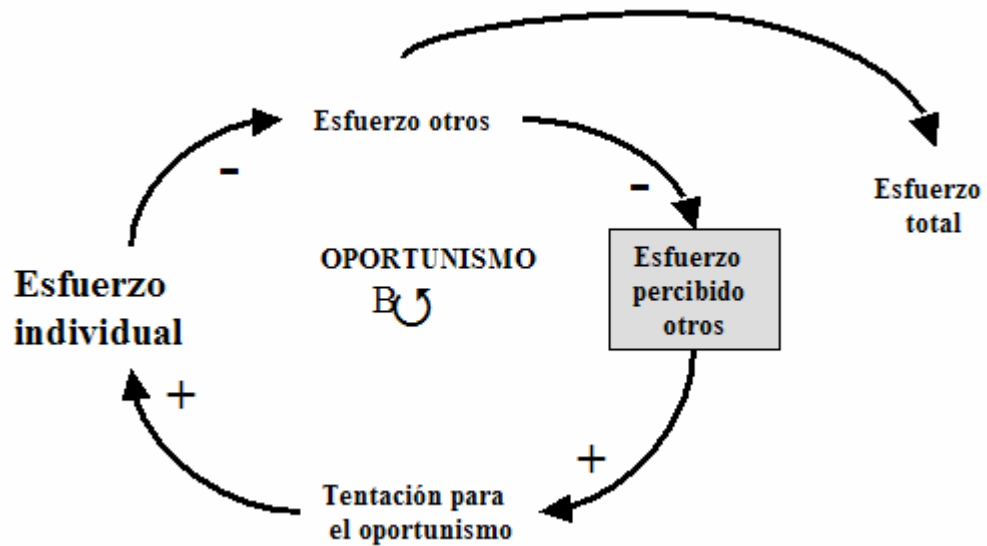 Esfuerzo otros
-
-
Esfuerzo
total
OPORTUNISMO
B
Esfuerzo
percibido
otros
Esfuerzo
individual
+
+
Tentación para
el oportunismo